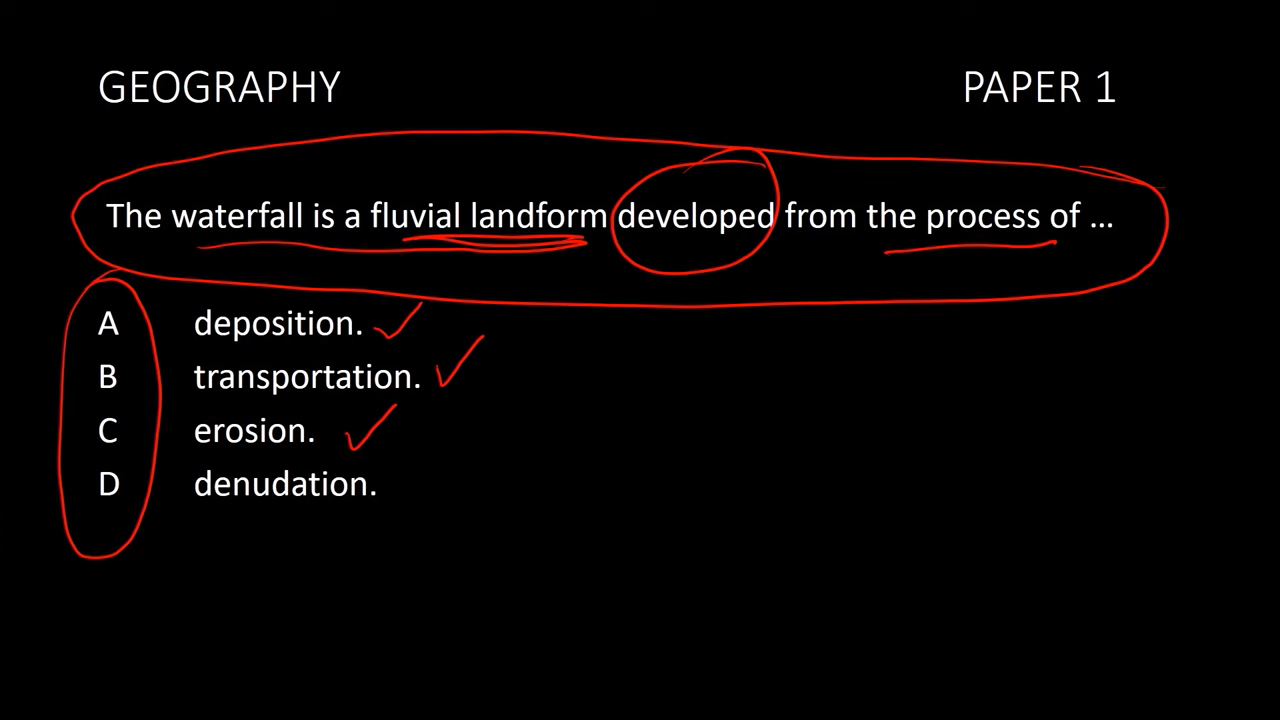 GEOGRAPHY PAPER 1
The waterfall is a fluvial landform developed from the process of ...
A deposition.
B transportation.
C erosion.
D denudation.